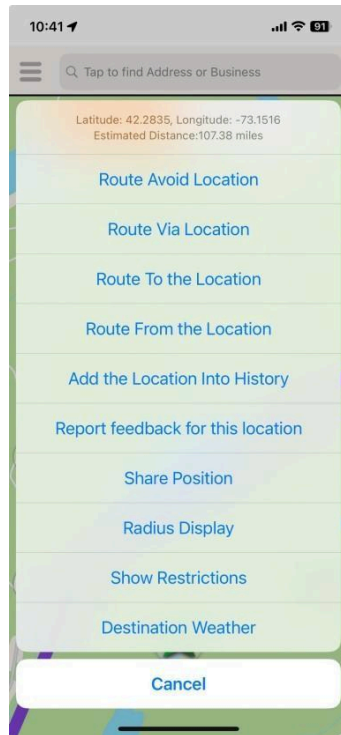 10:41
91
Tap to find Address or Business
Latitude: 42.2835, Longitude: -73.1516
Estimated Distance:107.38 miles
Route Avoid Location
Route Via Location
Route To the Location
Route From the Location
Add the Location Into History
Report feedback for this location
Share Position
Radius Display
Show Restrictions
Destination Weather
Cancel